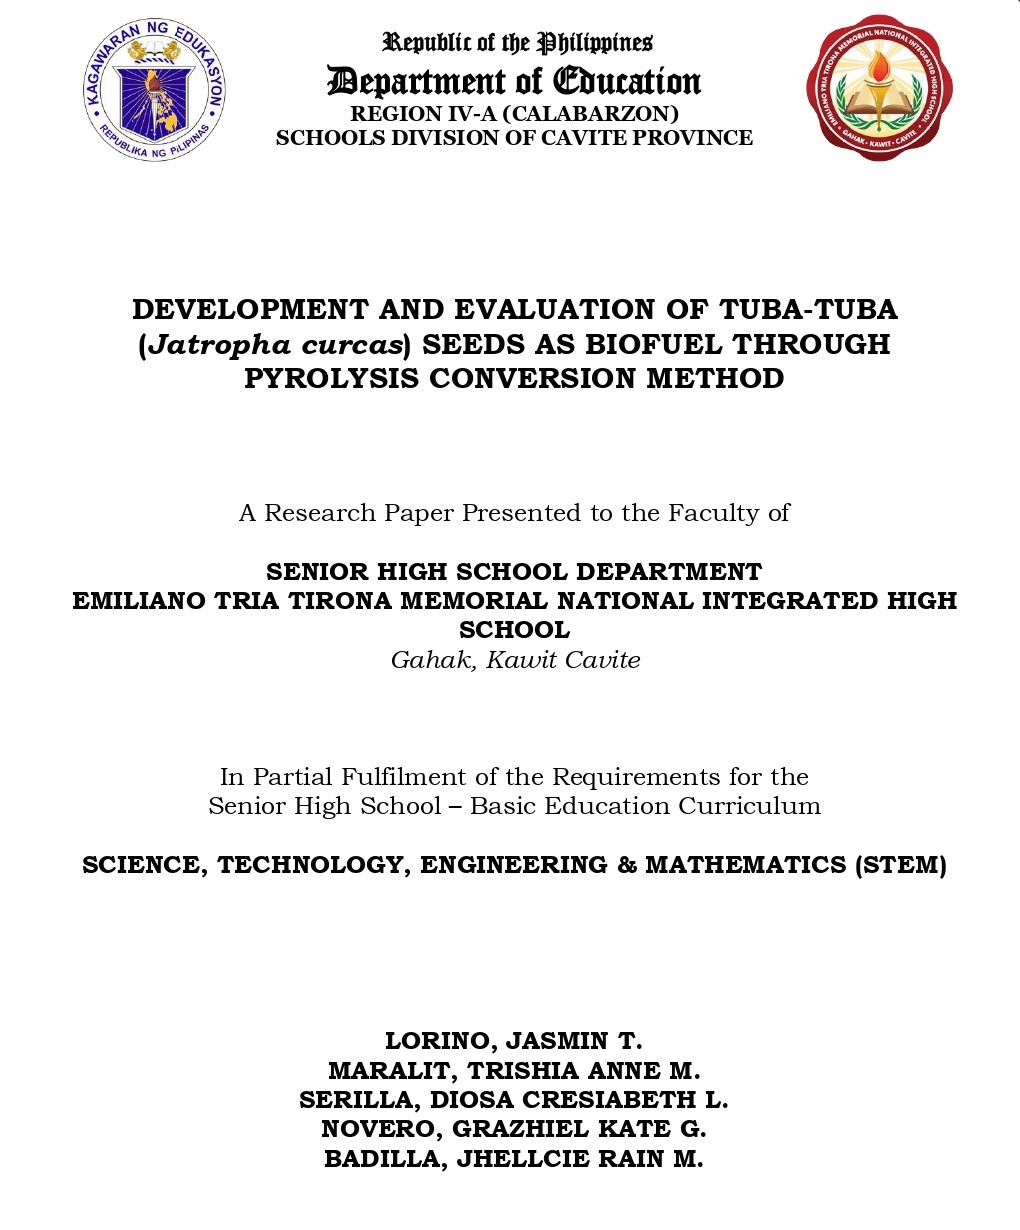 KAGAWARAN NG EDUKASYON
REPUBLIKA NG PILIPINAS
Republic of the Philippines
Department of Education
REGION IV-A (CALABARZON)
SCHOOLS DIVISION OF CAVITE PROVINCE
EMILIANO TRIA TIRONA MEMORIAL NATIONAL INTEGRATED HIGH SCHOOL
GAHAK • KAWIT • CAVITE
DEVELOPMENT AND EVALUATION OF TUBA-TUBA
(Jatropha curcas) SEEDS AS BIOFUEL THROUGH
PYROLYSIS CONVERSION METHOD
A Research Paper Presented to the Faculty of
SENIOR HIGH SCHOOL DEPARTMENT
EMILIANO TRIA TIRONA MEMORIAL NATIONAL INTEGRATED HIGH
SCHOOL
Gahak, Kawit Cavite
In Partial Fulfilment of the Requirements for the
Senior High School – Basic Education Curriculum
SCIENCE, TECHNOLOGY, ENGINEERING & MATHEMATICS (STEM)
LORINO, JASMIN T.
MARALIT, TRISHIA ANNE M.
SERILLA, DIOSA CRESIABETH L.
NOVERO, GRAZHIEL KATE G.
BADILLA, JHELLCIE RAIN M.